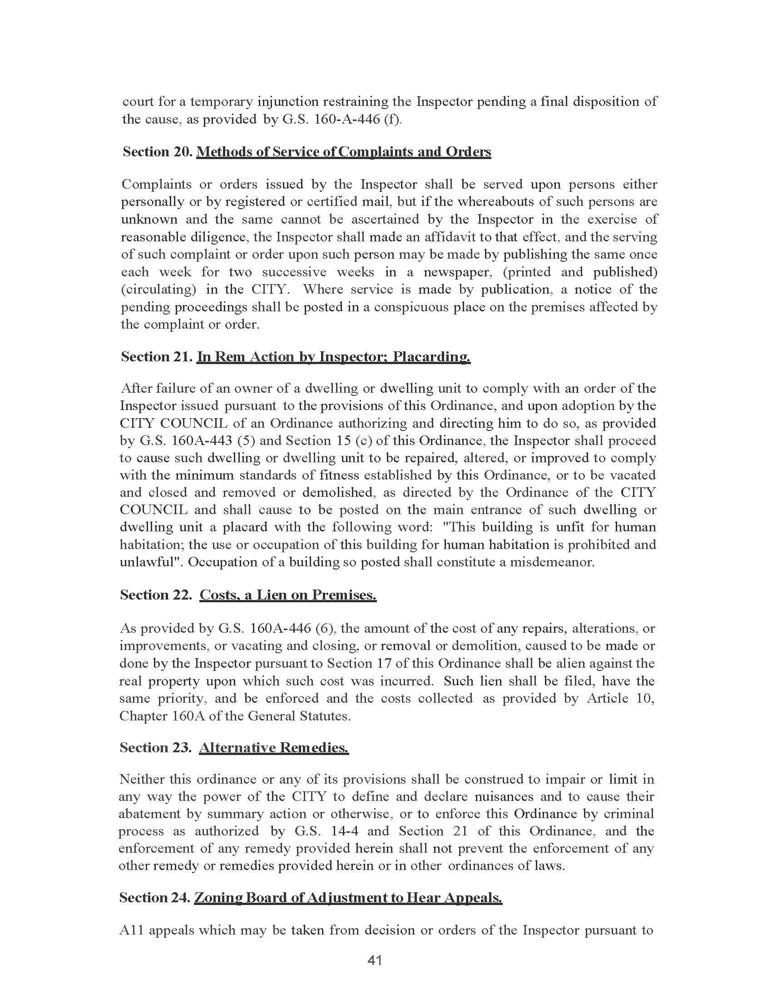 court for a temporary injunction restraining the Inspector pending a final disposition of
the cause, as provided by G.S. 160-A-446 (f).
Section 20. Methods of Service of Complaints and Orders
Complaints or orders issued by the Inspector shall be served upon persons either
personally or by registered or certified mail, but if the whereabouts of such persons are
unknown and the same cannot be ascertained by the Inspector in the exercise of
reasonable diligence, the Inspector shall made an affidavit to that effect, and the serving
of such complaint or order upon such person may be made by publishing the same once
each week for two successive weeks in a newspaper, (printed and published)
(circulating) in the CITY. Where service is made by publication, a notice of the
pending proceedings shall be posted in a conspicuous place on the premises affected by
the complaint or order.
Section 21. In Rem Action by Inspector; Placarding.
After failure of an owner of a dwelling or dwelling unit to comply with an order of the
Inspector issued pursuant to the provisions of this Ordinance, and upon adoption by the
CITY COUNCIL of an Ordinance authorizing and directing him to do so, as provided
by G.S. 160A-443 (5) and Section 15 (c) of this Ordinance, the Inspector shall proceed
to cause such dwelling or dwelling unit to be repaired, altered, or improved to comply
with the minimum standards of fitness established by this Ordinance, or to be vacated
and closed and removed or demolished, as directed by the Ordinance of the CITY
COUNCIL and shall cause to be posted on the main entrance of such dwelling or
dwelling unit a placard with the following word: "This building is unfit for human
habitation; the use or occupation of this building for human habitation is prohibited and
unlawful". Occupation of a building so posted shall constitute a misdemeanor.
Section 22. Costs, a Lien on Premises.
As provided by G.S. 160A-446 (6), the amount of the cost of any repairs, alterations, or
improvements, or vacating and closing, or removal or demolition, caused to be made or
done by the Inspector pursuant to Section 17 of this Ordinance shall be alien against the
real property upon which such cost was incurred. Such lien shall be filed, have the
same priority, and be enforced and the costs collected as provided by Article 10,
Chapter 160A of the General Statutes.
Section 23. Alternative Remedies.
Neither this ordinance or any of its provisions shall be construed to impair or limit in
any way the power of the CITY to define and declare nuisances and to cause their
abatement by summary action or otherwise, or to enforce this Ordinance by criminal
process as authorized by G.S. 14-4 and Section 21 of this Ordinance, and the
enforcement of any remedy provided herein shall not prevent the enforcement of any
other remedy or remedies provided herein or in other ordinances of laws.
Section 24. Zoning Board of Adjustment to Hear Appeals.
A11 appeals which may be taken from decision or orders of the Inspector pursuant to
41